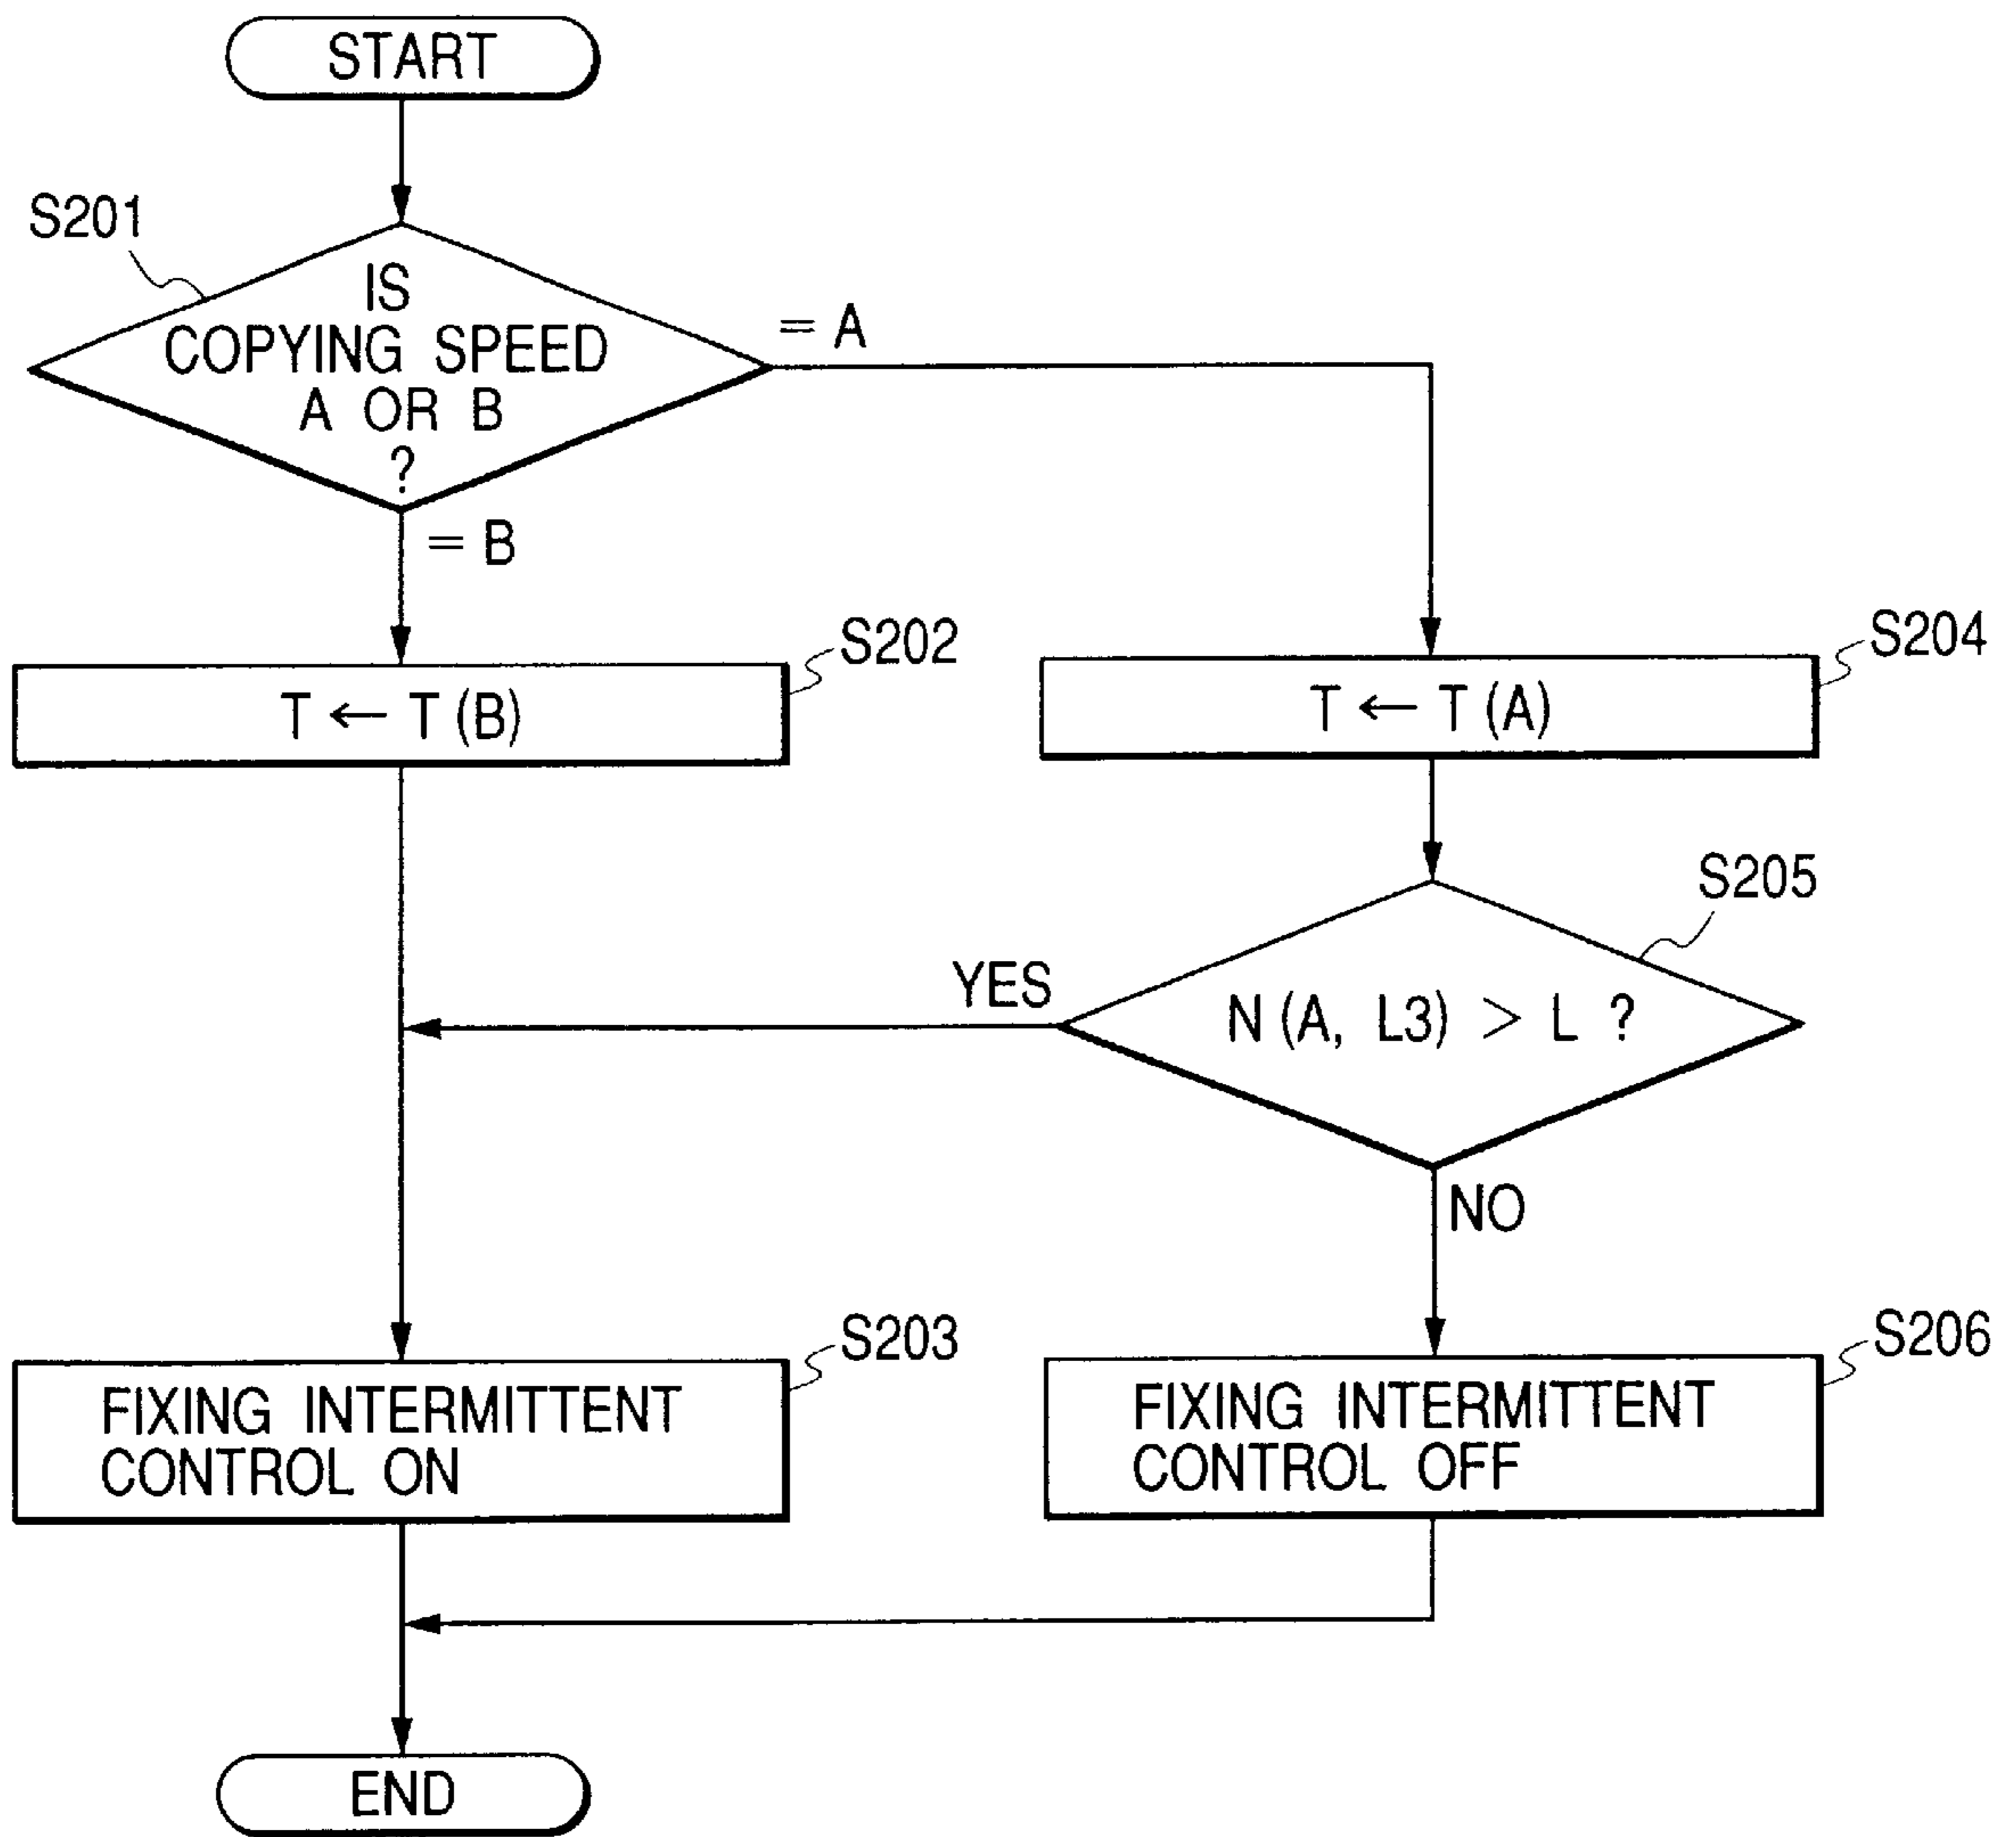 START
S201
IS
COPYING SPEED
A OR B
?
= A
= B
S202
T ← T (B)
S204
T ← T (A)
S205
N (A, L3) > L ?
YES
NO
S203
FIXING INTERMITTENT
CONTROL ON
S206
FIXING INTERMITTENT
CONTROL OFF
END